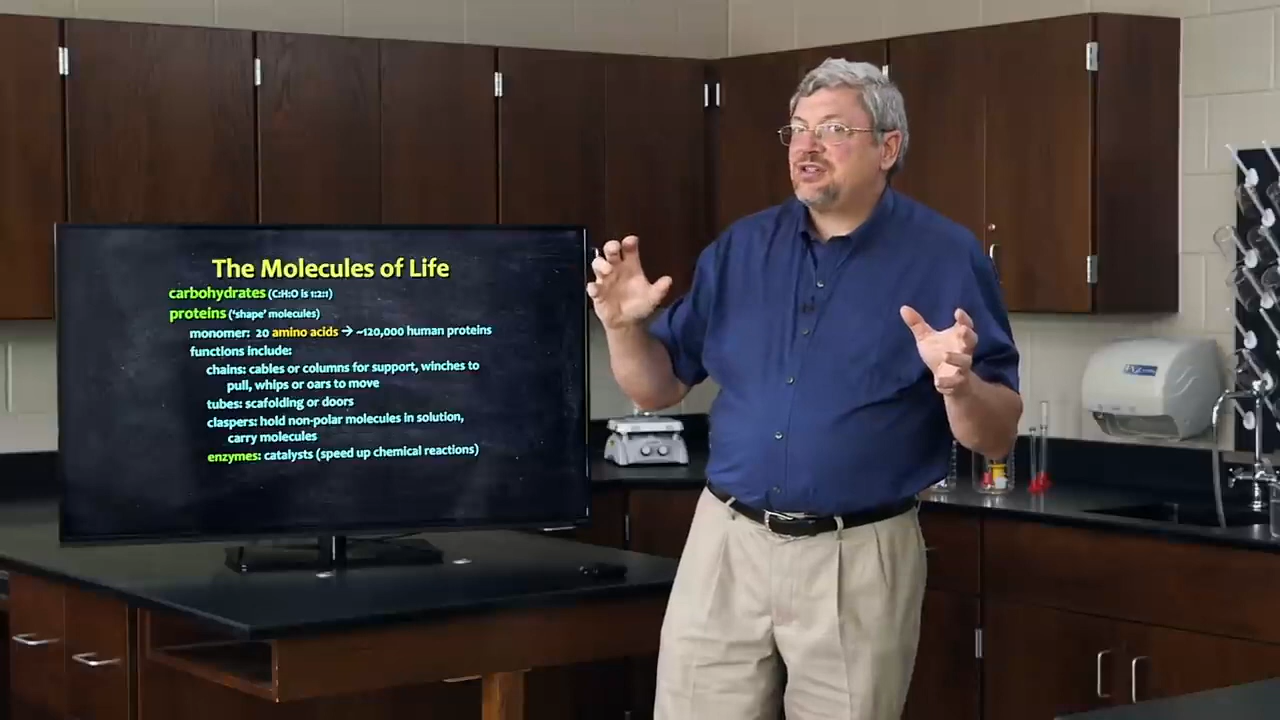 The Molecules of Life
carbohydrates (C:H:O is 1:2:1)
proteins ('shape' molecules)
monomer: 20 amino acids → ~120,000 human proteins
functions include:
chains: cables or columns for support, winches to
pull, whips or oars to move
tubes: scafolding or doors
claspers: hold non-polar molecules in solution,
carry molecules
enzymes: catalysts (speed up chemical reactions)